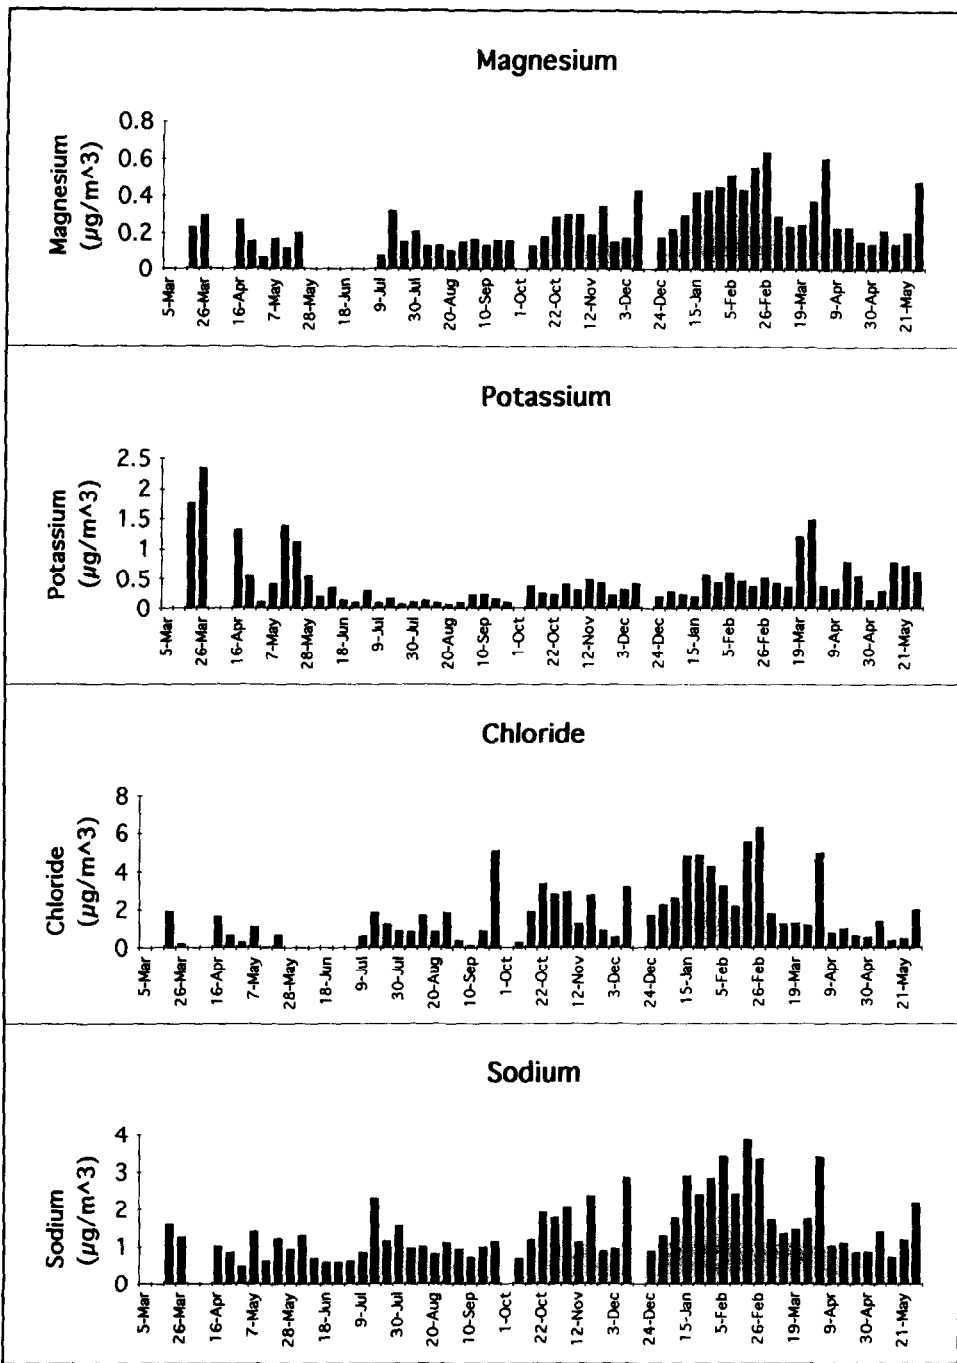 Magnesium
Magnesium
(µg/m^3)
0.8
0.6
0.4
0.2
0
5-Mar
26-Mar
16-Apr
7-May
28-May
18-Jun
9-Jul
30-Jul
20-Aug
10-Sep
1-Oct
22-Oct
12-Nov
3-Dec
24-Dec
15-Jan
5-Feb
26-Feb
19-Mar
9-Apr
30-Apr
21-May
Potassium
Potassium
(µg/m^3)
2.5
2
1.5
1
0.5
0
5-Mar
26-Mar
16-Apr
7-May
28-May
18-Jun
9-Jul
30-Jul
20-Aug
10-Sep
1-Oct
22-Oct
12-Nov
3-Dec
24-Dec
15-Jan
5-Feb
26-Feb
19-Mar
9-Apr
30-Apr
21-May
Chloride
Chloride
(µg/m^3)
8
6
4
2
0
5-Mar
26-Mar
16-Apr
7-May
28-May
18-Jun
9-Jul
30-Jul
20-Aug
10-Sep
1-Oct
22-Oct
12-Nov
3-Dec
24-Dec
15-Jan
5-Feb
26-Feb
19-Mar
9-Apr
30-Apr
21-May
Sodium
Sodium
(µg/m^3)
4
3
2
1
0
5-Mar
26-Mar
16-Apr
7-May
28-May
18-Jun
9-Jul
30-Jul
20-Aug
10-Sep
1-Oct
22-Oct
12-Nov
3-Dec
24-Dec
15-Jan
5-Feb
26-Feb
19-Mar
9-Apr
30-Apr
21-May